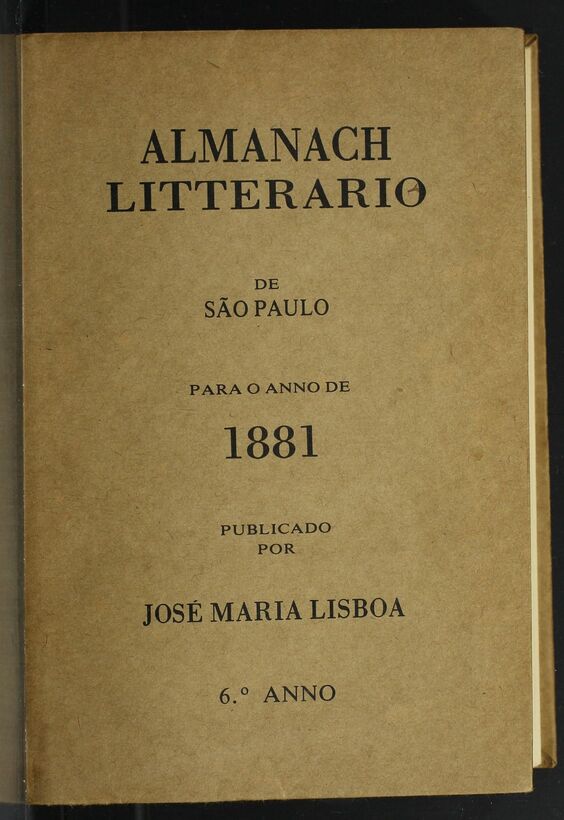 ALMANACH
LITTERARIO
DE
SÃO PAULO
PARA O ANNO DE
1881
PUBLICADO
POR
JOSÉ MARIA LISBOA
6.º ANNO